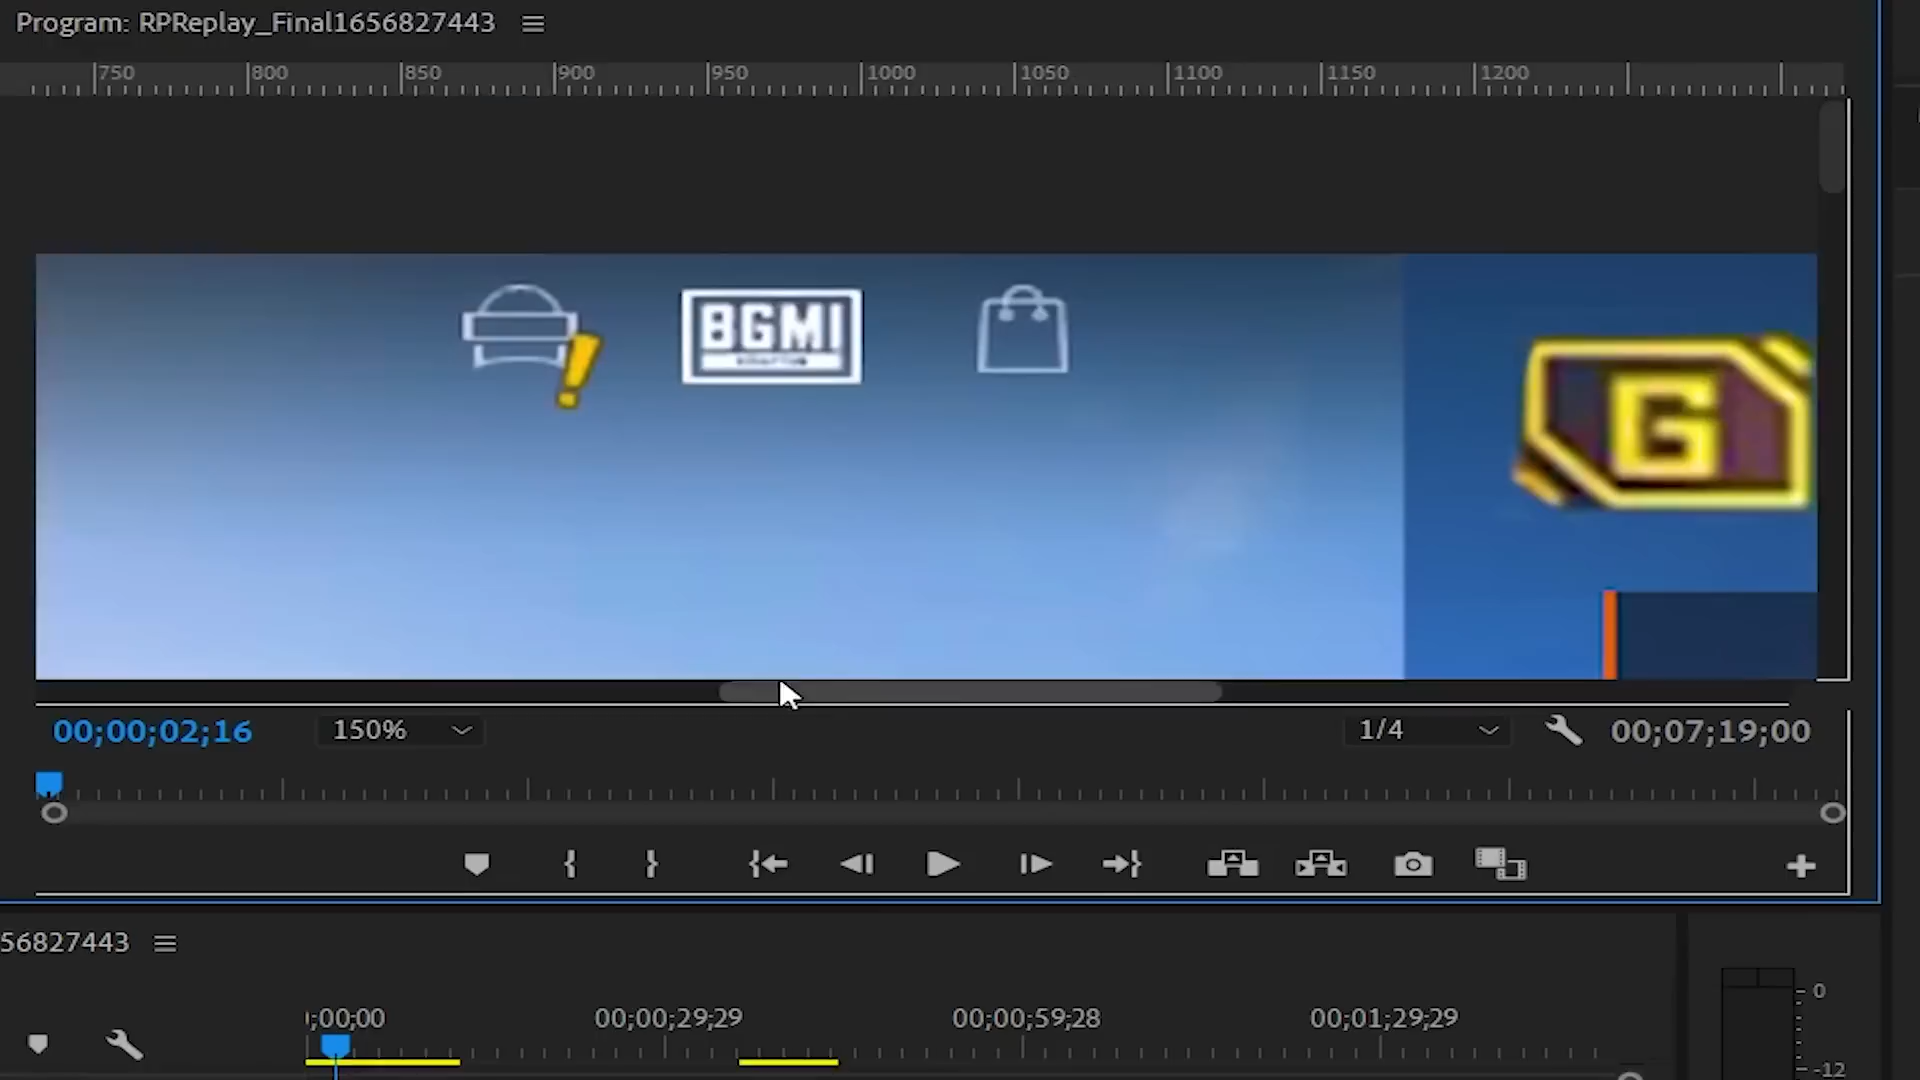 Program: RPReplay_Final1656827443
750 800 850 900 950 1000 1050 1100 1150 1200
BGMI
G
00;00;02;16 150% 1/4 00;07;19;00
56827443
;00;00 00;00;29;29 00;00;59;28 00;01;29;29
0
-12